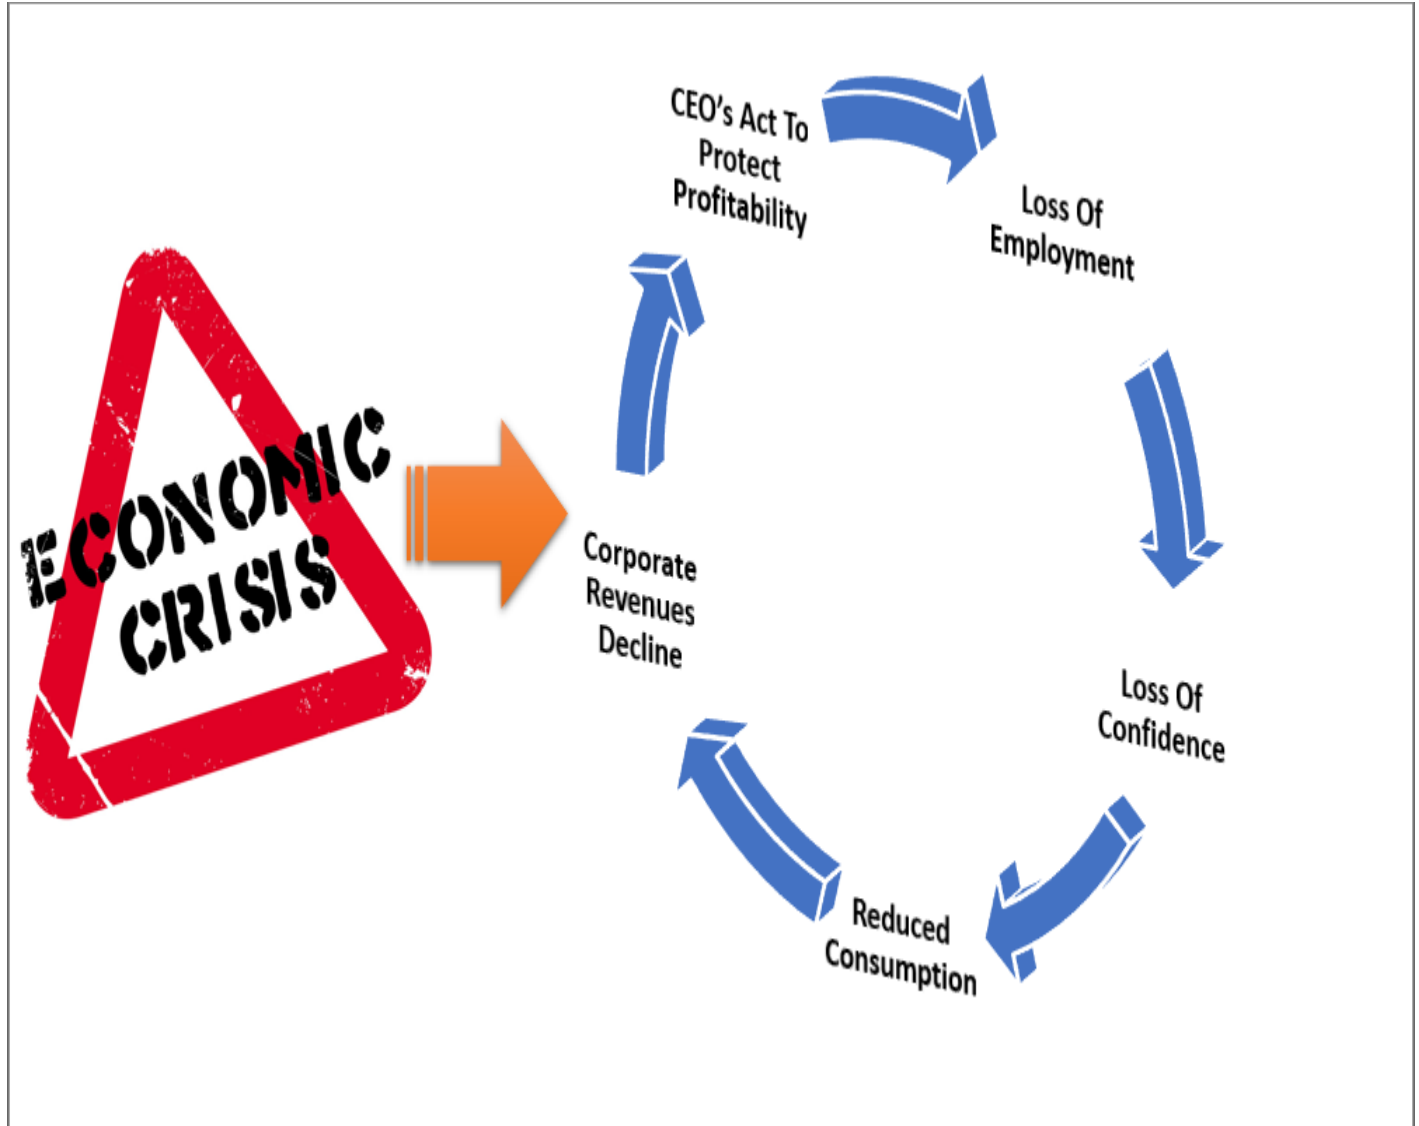 ECONOMIC
CRISIS
CEO's Act To
Protect
Profitability
Loss Of
Employment
Loss Of
Confidence
Reduced
Consumption
Corporate
Revenues
Decline